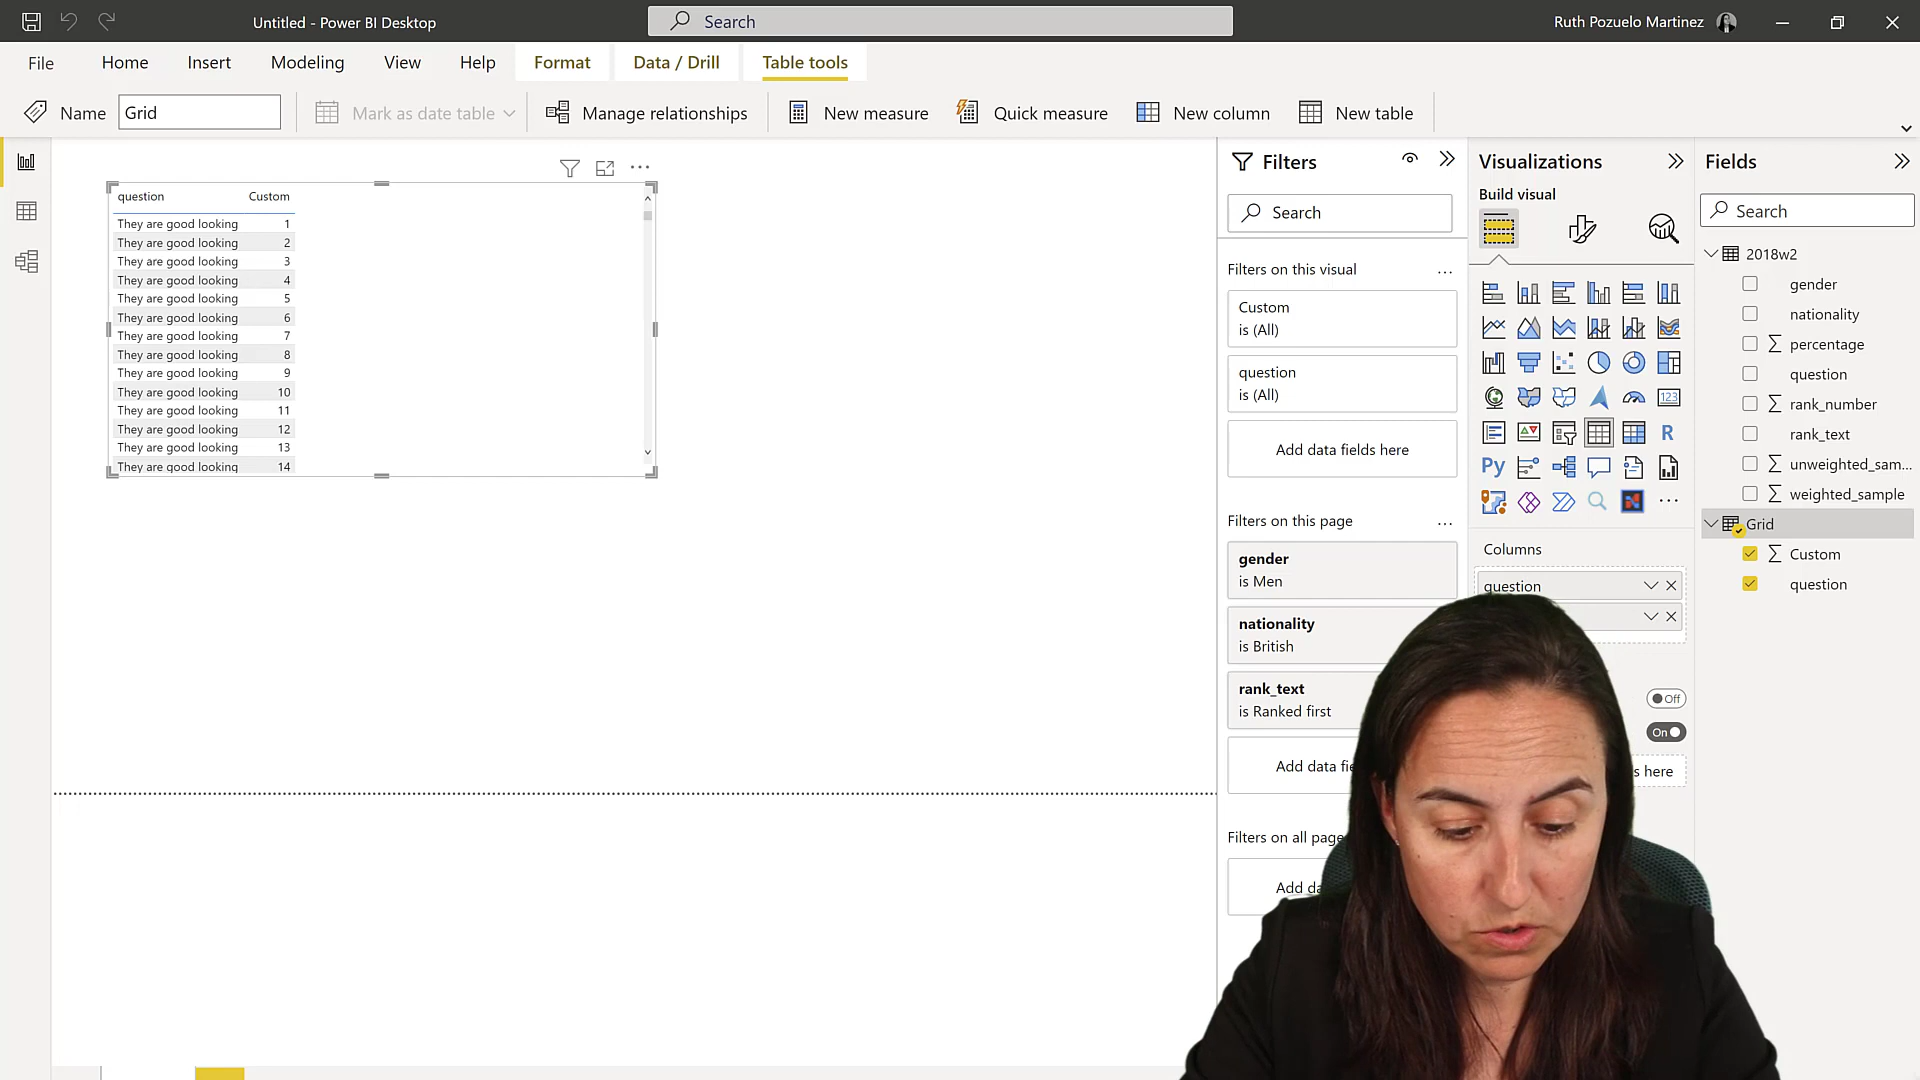 Untitled - Power BI Desktop
Search
Ruth Pozuelo Martinez
File
Home
Insert
Modeling
View
Help
Format
Data / Drill
Table tools
Name
Grid
Mark as date table
Manage relationships
New measure
Quick measure
New column
New table
question Custom
They are good looking 1
They are good looking 2
They are good looking 3
They are good looking 4
They are good looking 5
They are good looking 6
They are good looking 7
They are good looking 8
They are good looking 9
They are good looking 10
They are good looking 11
They are good looking 12
They are good looking 13
They are good looking 14
Filters
Search
Filters on this visual
Custom
is (All)
question
is (All)
Add data fields here
Filters on this page
gender
is Men
nationality
is British
rank_text
is Ranked first
Add data
Filters on all
Add
Visualizations
Build visual
123
R
Py
Columns
question
Off
On
here
Fields
Search
2018w2
gender
nationality
percentage
question
rank_number
rank_text
unweighted_sam...
weighted_sample
Grid
Custom
question